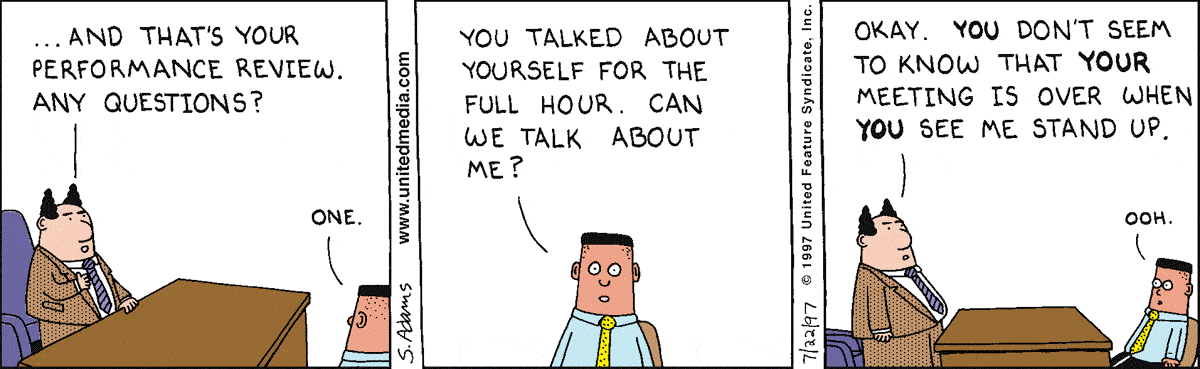 ...AND THAT'S YOUR
PERFORMANCE REVIEW.
ANY QUESTIONS?
ONE.
S. Adams
www.unitedmedia.com
YOU TALKED ABOUT
YOURSELF FOR THE
FULL HOUR. CAN
WE TALK ABOUT
ME?
7/22/97 © 1997 United Feature Syndicate, Inc.
OKAY. YOU DON'T SEEM
TO KNOW THAT YOUR
MEETING IS OVER WHEN
YOU SEE ME STAND UP.
OOH.